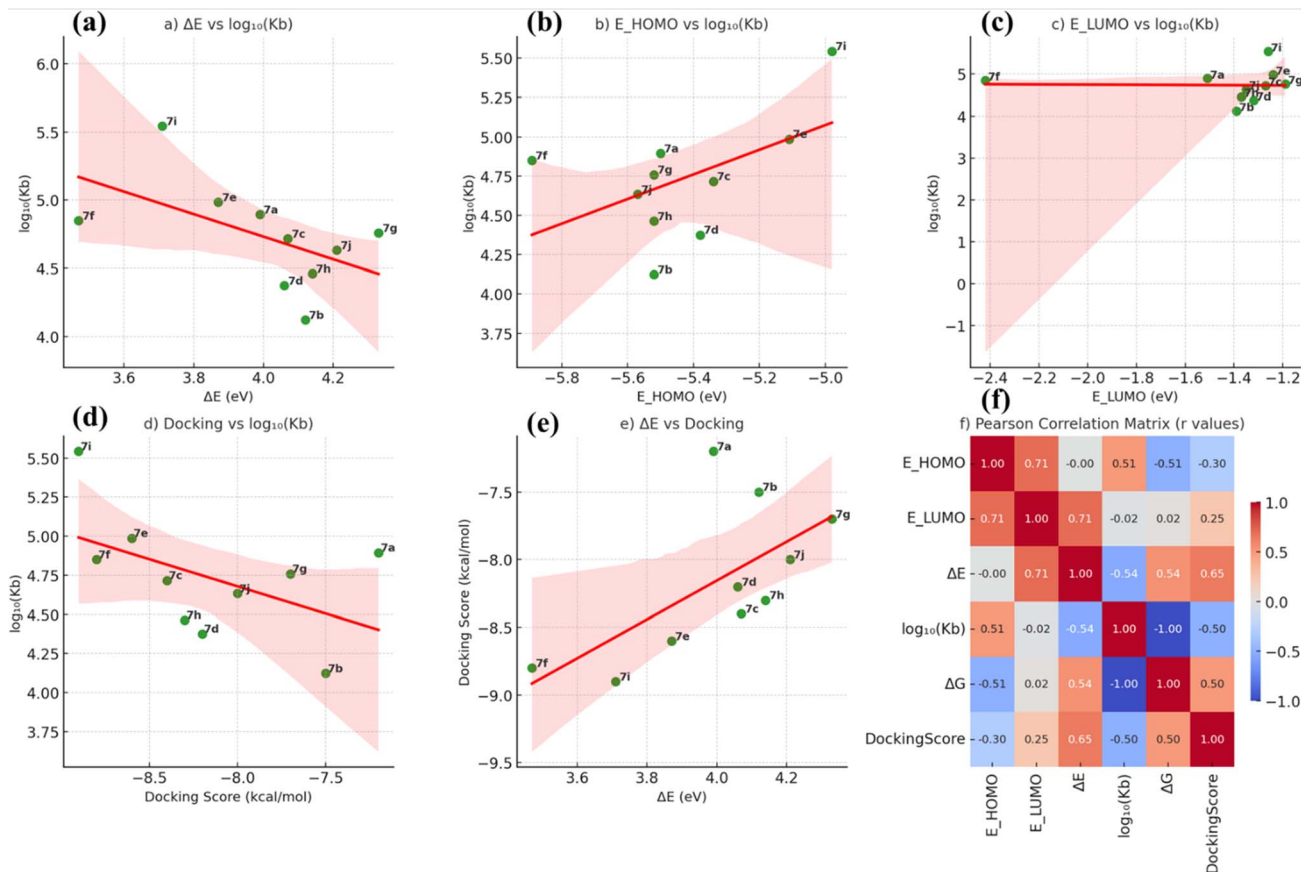 (a)
a) ΔE vs log₁₀(Kb)
log₁₀(Kb)
6.0
5.5
5.0
4.5
4.0
7i
7f
7e
7a
7c
7g
7j
7h
7d
7b
3.6
3.8
4.0
4.2
ΔE (eV)
(b)
b) E_HOMO vs log₁₀(Kb)
log₁₀(Kb)
5.50
5.25
5.00
4.75
4.50
4.25
4.00
3.75
7i
7e
7f
7a
7g
7c
7j
7h
7d
7b
−5.8
−5.6
−5.4
−5.2
−5.0
E_HOMO (eV)
(c)
c) E_LUMO vs log₁₀(Kb)
log₁₀(Kb)
5
4
3
2
1
0
−1
7i
7f
7a
7e
7g
7c
7j
7h
7d
7b
−2.4
−2.2
−2.0
−1.8
−1.6
−1.4
−1.2
E_LUMO (eV)
(d)
d) Docking vs log₁₀(Kb)
log₁₀(Kb)
5.50
5.25
5.00
4.75
4.50
4.25
4.00
3.75
7i
7e
7f
7a
7c
7g
7j
7h
7d
7b
−8.5
−8.0
−7.5
Docking Score (kcal/mol)
(e)
e) ΔE vs Docking
Docking Score (kcal/mol)
−7.5
−8.0
−8.5
−9.0
−9.5
7a
7b
7g
7j
7d
7h
7c
7e
7f
7i
3.6
3.8
4.0
4.2
ΔE (eV)
(f)
f) Pearson Correlation Matrix (r values)
E_HOMO 1.00 0.71 -0.00 0.51 -0.51 -0.30
E_LUMO 0.71 1.00 0.71 -0.02 0.02 0.25
ΔE -0.00 0.71 1.00 -0.54 0.54 0.65
log₁₀(Kb) 0.51 -0.02 -0.54 1.00 -1.00 -0.50
ΔG -0.51 0.02 0.54 -1.00 1.00 0.50
DockingScore -0.30 0.25 0.65 -0.50 0.50 1.00
E_HOMO
E_LUMO
ΔE
log₁₀(Kb)
ΔG
DockingScore
1.0
0.5
0.0
−0.5
−1.0